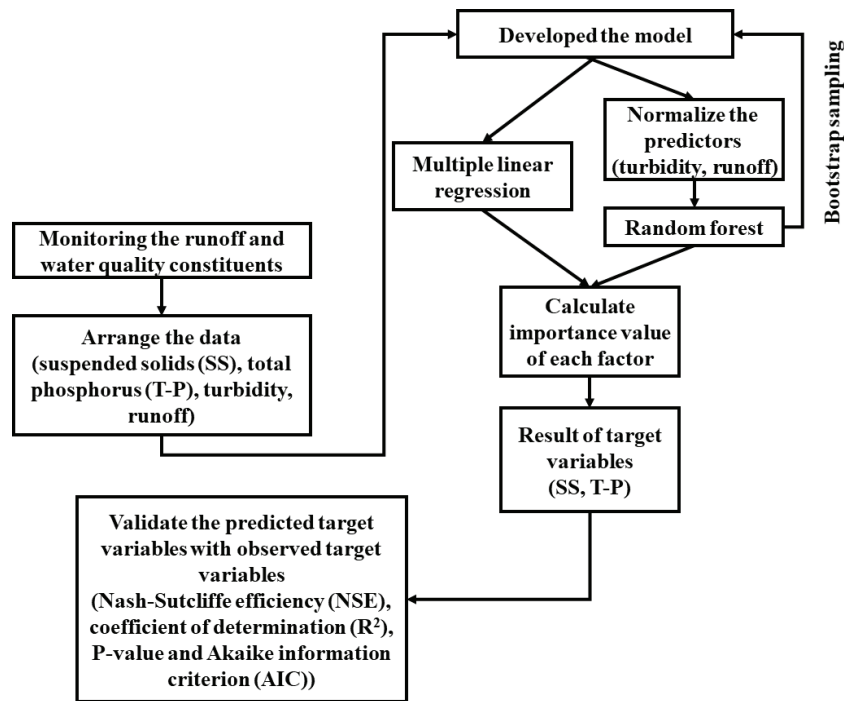 Monitoring the runoff and
water quality constituents
Arrange the data
(suspended solids (SS), total
phosphorus (T-P), turbidity,
runoff)
Developed the model
Multiple linear
regression
Normalize the
predictors
(turbidity, runoff)
Random forest
Bootstrap sampling
Calculate
importance value
of each factor
Result of target
variables
(SS, T-P)
Validate the predicted target
variables with observed target
variables
(Nash-Sutcliffe efficiency (NSE),
coefficient of determination (R²),
P-value and Akaike information
criterion (AIC))